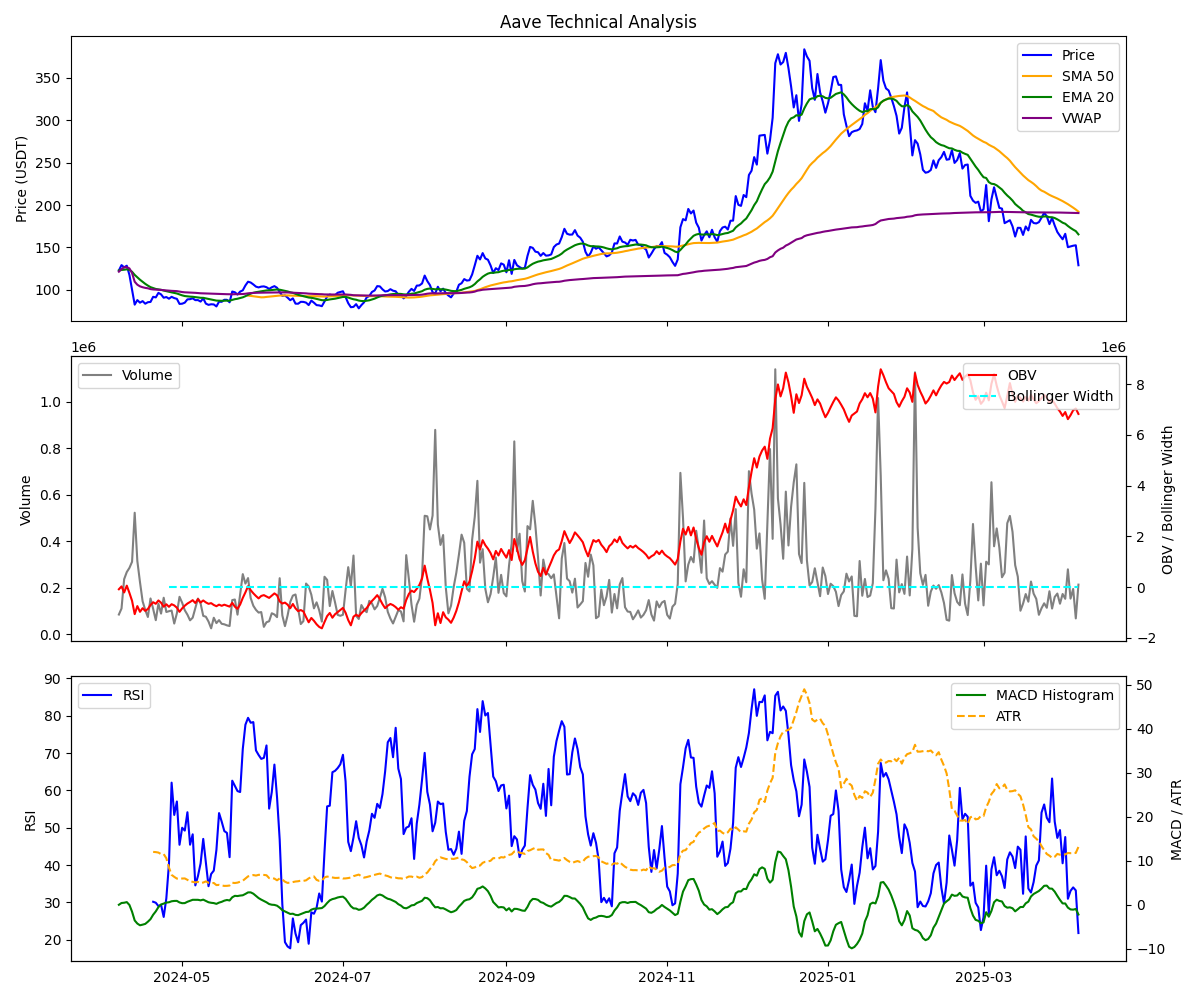 Aave Technical Analysis
Price (USDT)
350
300
250
200
150
100
Price
SMA 50
EMA 20
VWAP
1e6
1e6
Volume
1.0
0.8
0.6
0.4
0.2
0.0
Volume
OBV
Bollinger Width
8
6
4
2
0
−2
OBV / Bollinger Width
RSI
90
80
70
60
50
40
30
20
RSI
MACD Histogram
ATR
50
40
30
20
10
0
−10
MACD / ATR
2024-05
2024-07
2024-09
2024-11
2025-01
2025-03